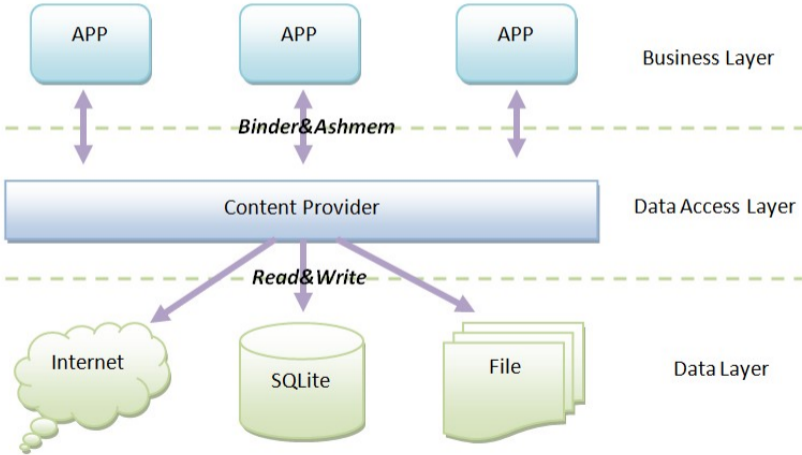 APP
APP
APP
Business Layer
Binder&Ashmem
Content Provider
Data Access Layer
Read&Write
Internet
SQLite
File
Data Layer